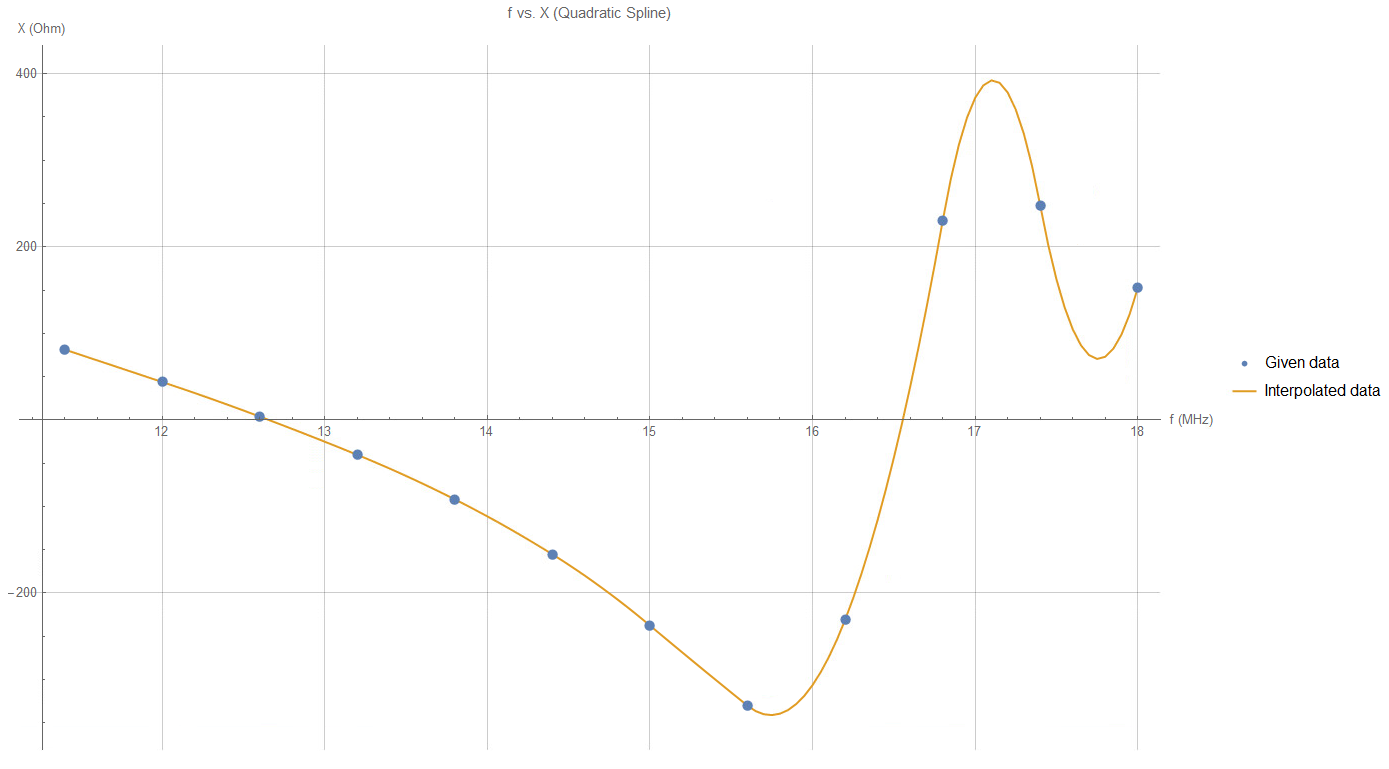 f vs. X (Quadratic Spline)
X (Ohm)
400
200
12 13 14 15 16 17 18 f (MHz)
−200
Given data
Interpolated data